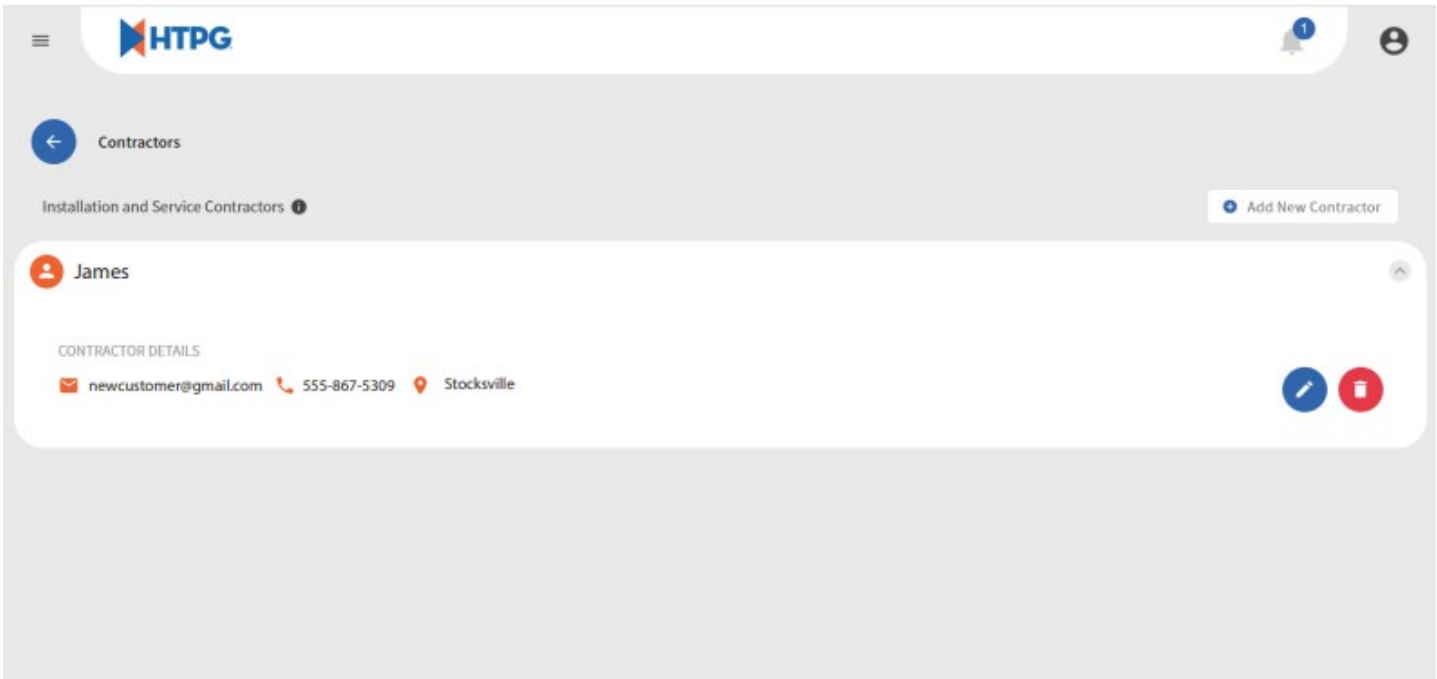 HTPG
1
Contractors
Installation and Service Contractors
Add New Contractor
James
CONTRACTOR DETAILS
newcustomer@gmail.com 555-867-5309 Stocksville